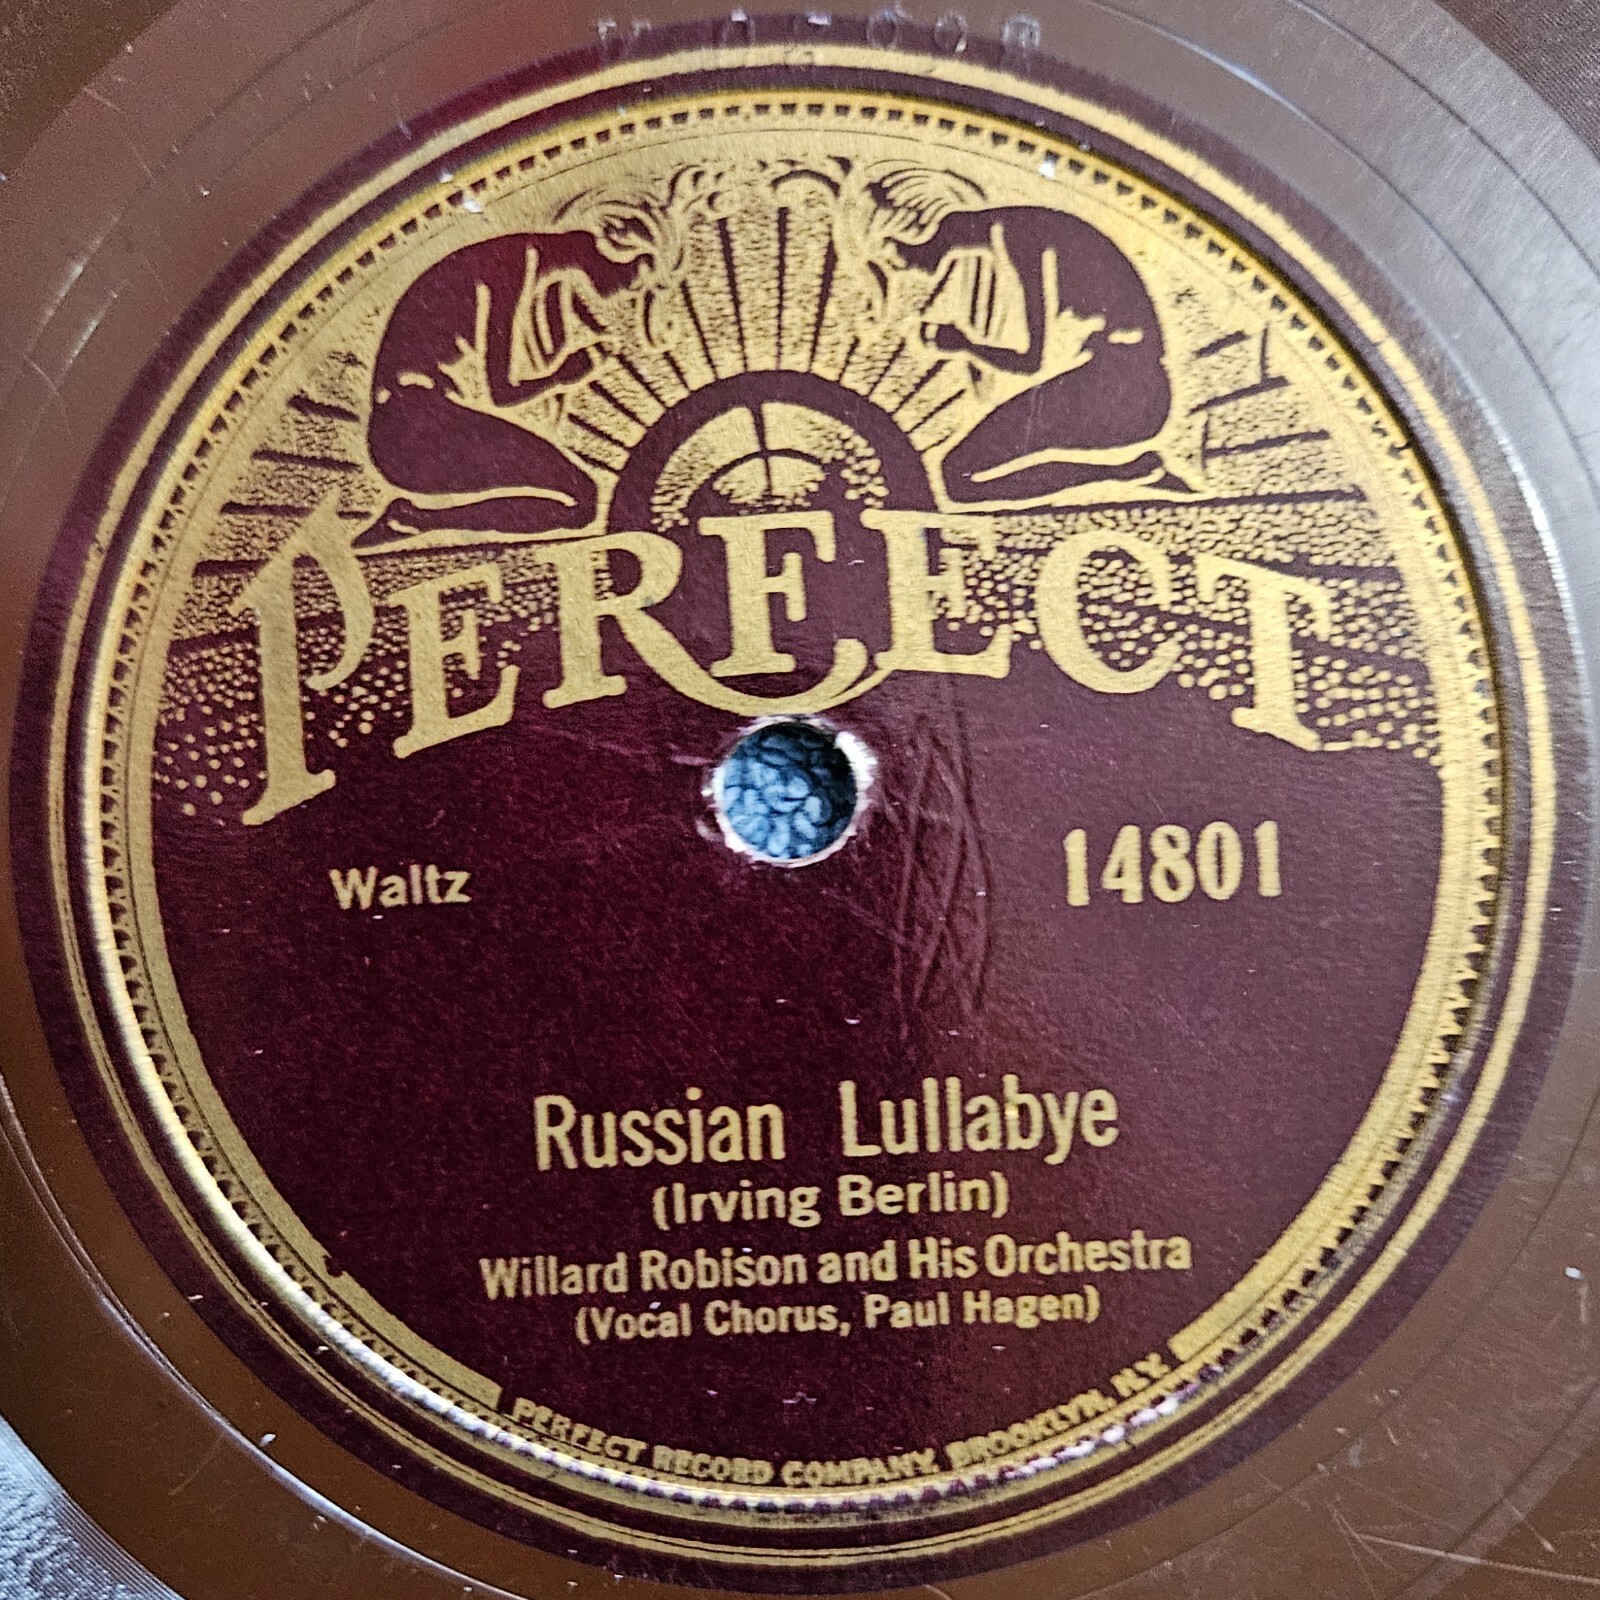 PERFECT
Waltz
14801
Russian Lullabye
(Irving Berlin)
Willard Robison and His Orchestra
(Vocal Chorus, Paul Hagen)
PERFECT RECORD COMPANY, BROOKLYN, N.Y.